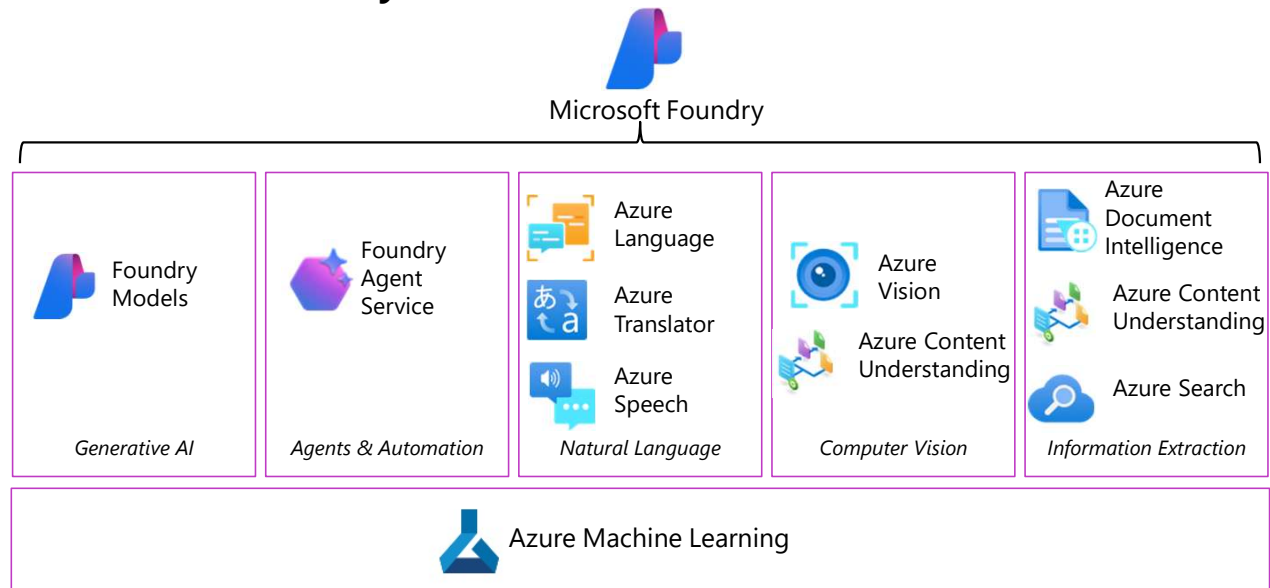 Microsoft Foundry
Foundry
Models
Generative AI
Foundry
Agent
Service
Agents & Automation
Azure
Language
あ
a
Azure
Translator
Azure
Speech
Natural Language
Azure
Vision
Azure Content
Understanding
Computer Vision
Azure
Document
Intelligence
Azure Content
Understanding
Azure Search
Information Extraction
Azure Machine Learning